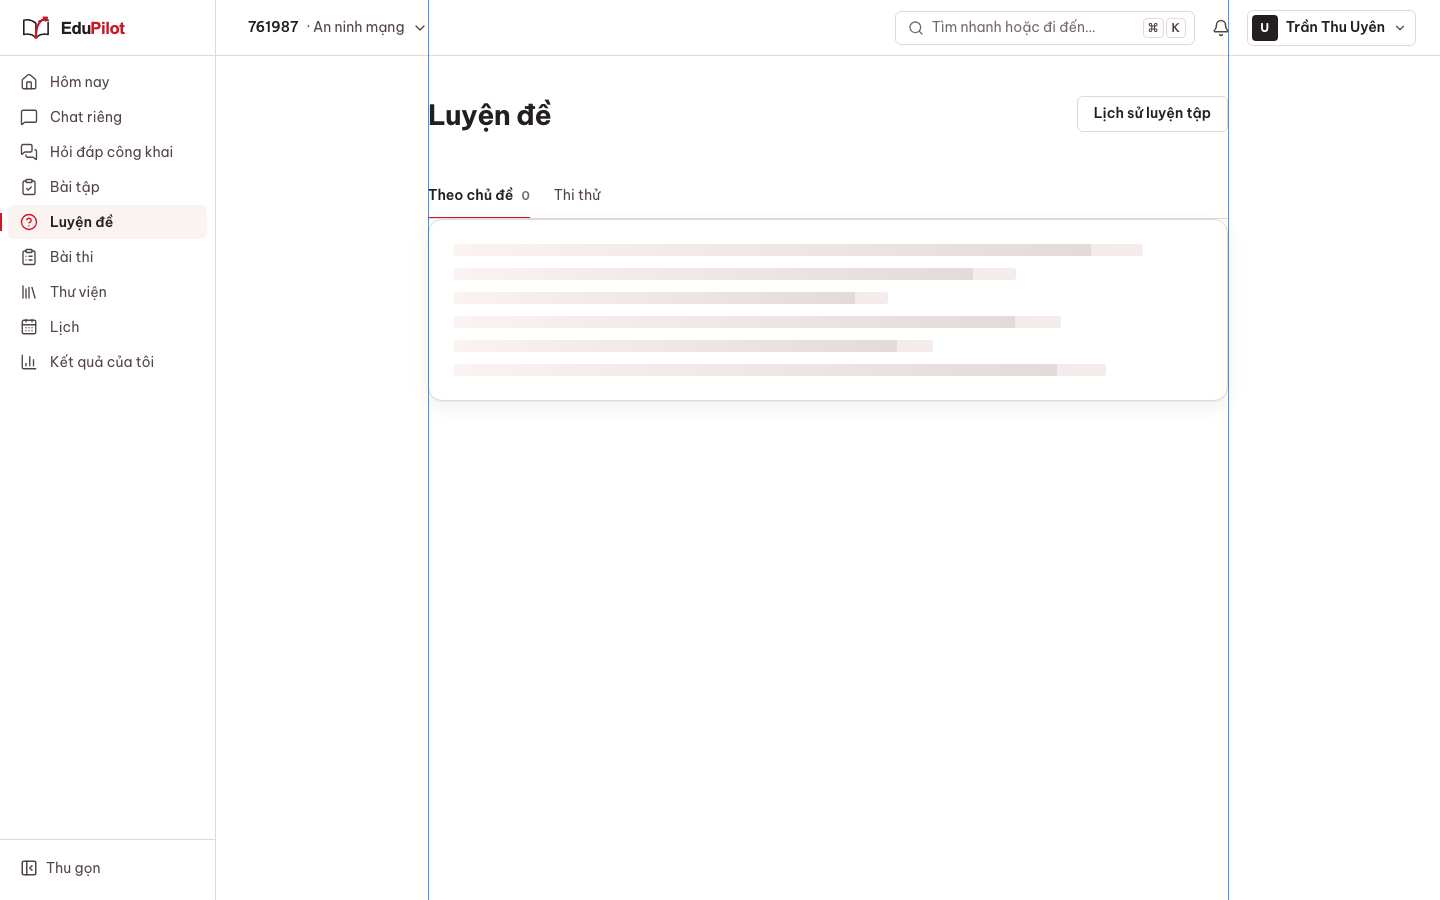 EduPilot
761987 · An ninh mạng
Tìm nhanh hoặc đi đến...
⌘ K
U
Trần Thu Uyên
Hôm nay
Chat riêng
Hỏi đáp công khai
Bài tập
Luyện đề
Bài thi
Thư viện
Lịch
Kết quả của tôi
Thu gọn
Luyện đề
Lịch sử luyện tập
Theo chủ đề 0
Thi thử